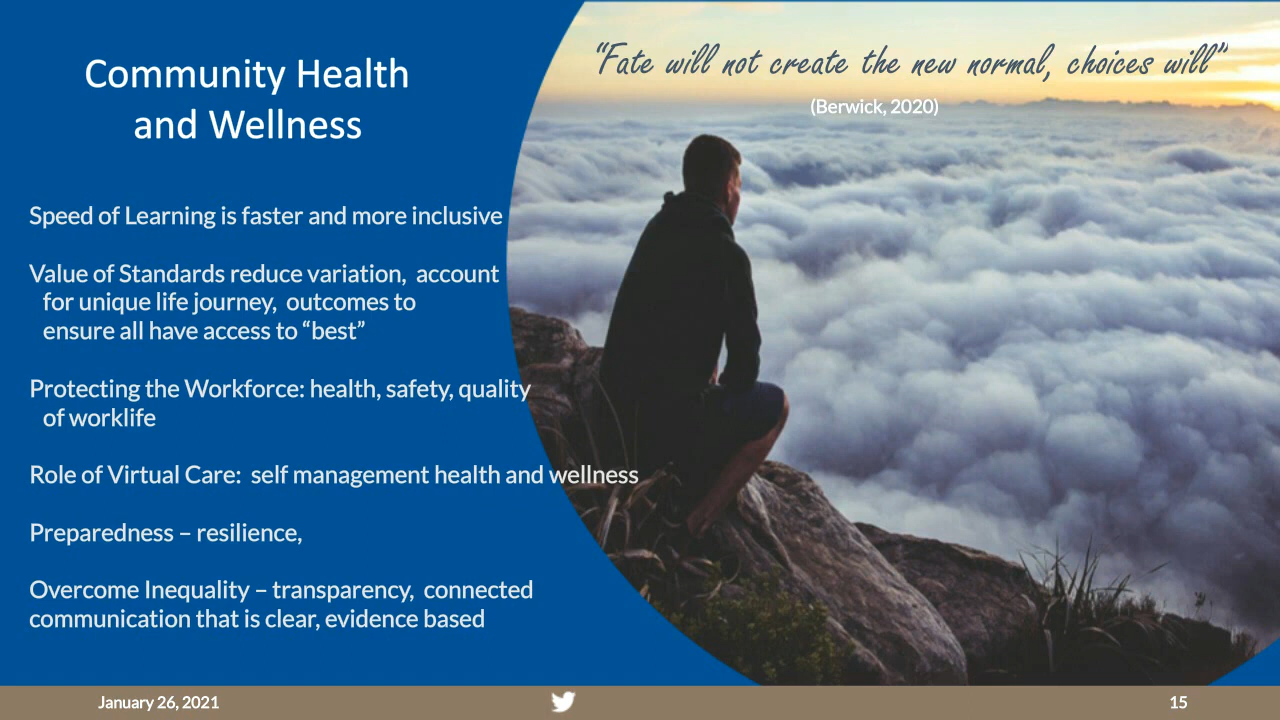 Community Health
and Wellness
“Fate will not create the new normal, choices will”
(Berwick, 2020)
Speed of Learning is faster and more inclusive
Value of Standards reduce variation,  account
for unique life journey,  outcomes to
ensure all have access to “best”
Protecting the Workforce: health, safety, quality
of worklife
Role of Virtual Care:  self management health and wellness
Preparedness – resilience,
Overcome Inequality – transparency,  connected
communication that is clear, evidence based
January 26, 2021
15